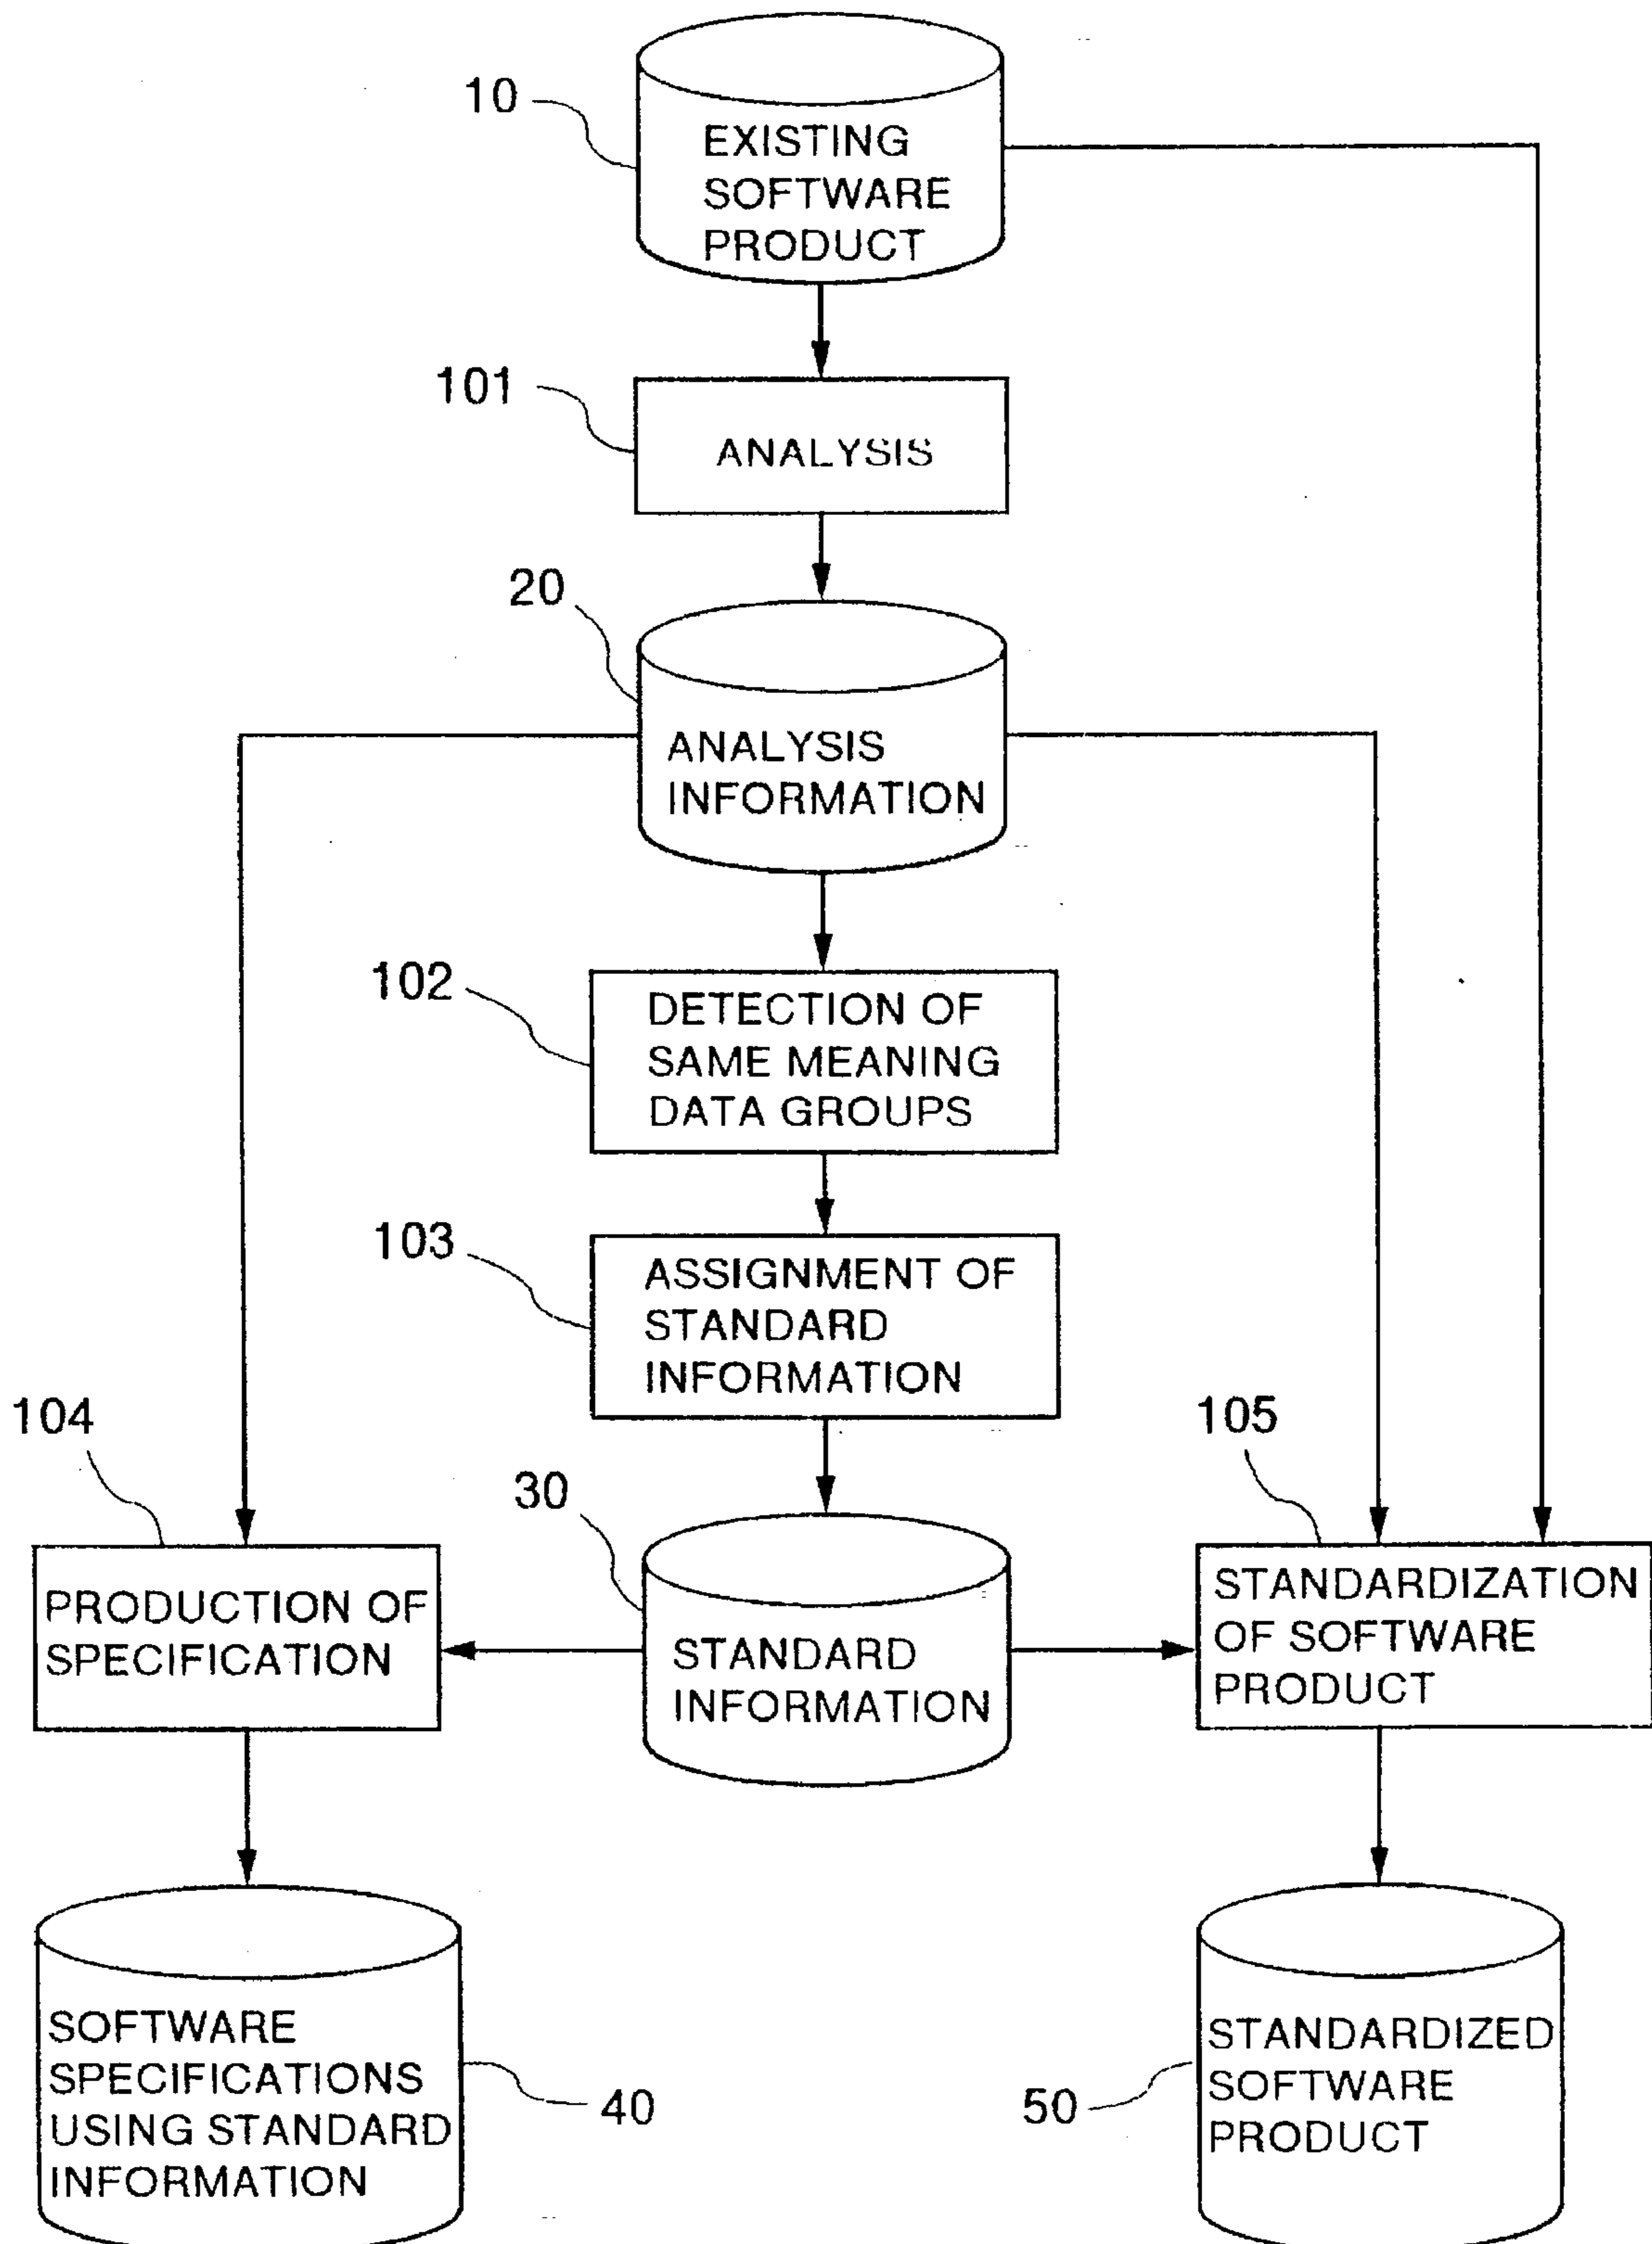 10
EXISTING
SOFTWARE
PRODUCT
101
ANALYSIS
20
ANALYSIS
INFORMATION
102
DETECTION OF
SAME MEANING
DATA GROUPS
103
ASSIGNMENT OF
STANDARD
INFORMATION
104
PRODUCTION OF
SPECIFICATION
30
STANDARD
INFORMATION
105
STANDARDIZATION
OF SOFTWARE
PRODUCT
SOFTWARE
SPECIFICATIONS
USING STANDARD
INFORMATION
40
50
STANDARDIZED
SOFTWARE
PRODUCT